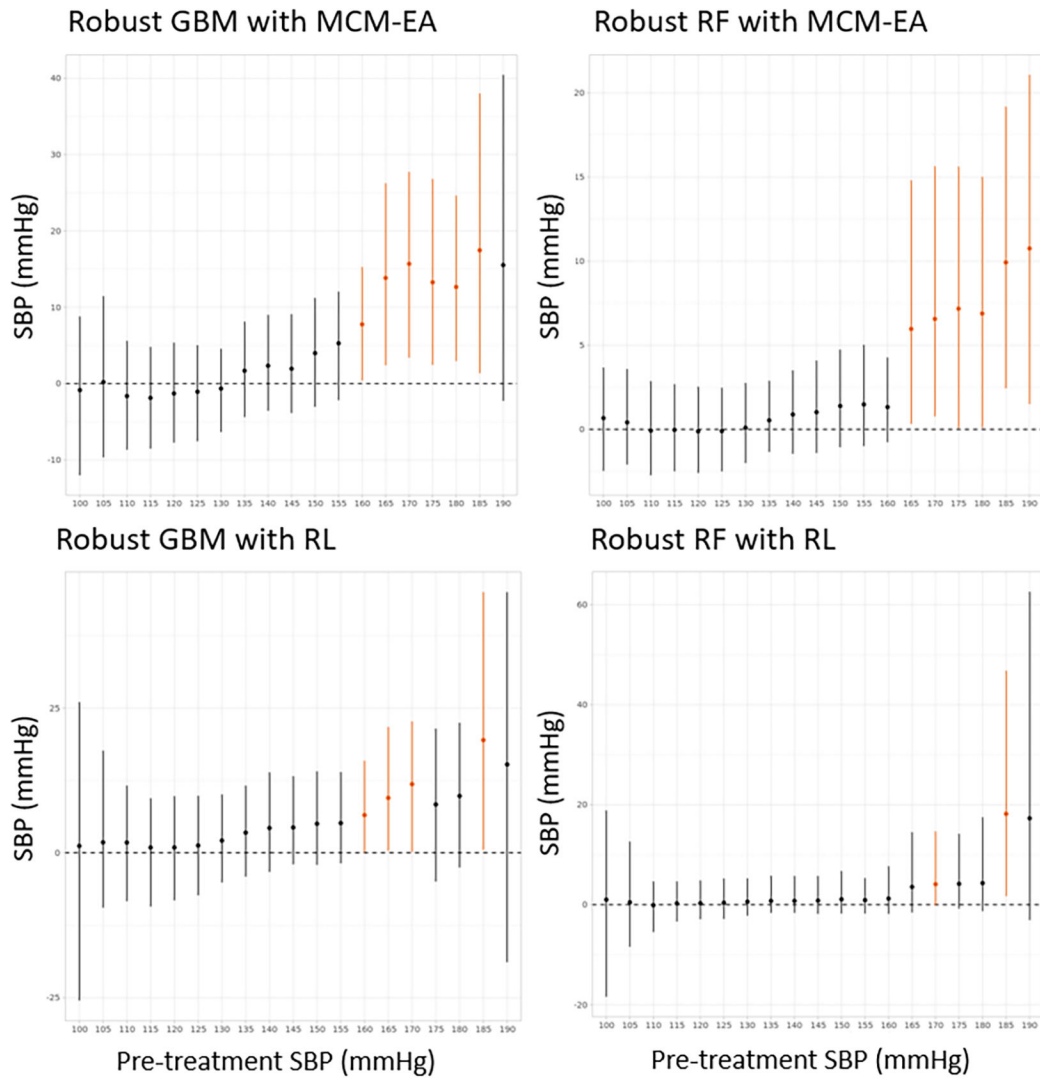 Robust GBM with MCM-EA
Robust RF with MCM-EA
SBP (mmHg)
40
30
20
10
0
-10
100 105 110 115 120 125 130 135 140 145 150 155 160 165 170 175 180 185 190
SBP (mmHg)
20
15
10
5
0
100 105 110 115 120 125 130 135 140 145 150 155 160 165 170 175 180 185 190
Robust GBM with RL
Robust RF with RL
SBP (mmHg)
25
0
-25
100 105 110 115 120 125 130 135 140 145 150 155 160 165 170 175 180 185 190
Pre-treatment SBP (mmHg)
SBP (mmHg)
60
40
20
0
-20
100 105 110 115 120 125 130 135 140 145 150 155 160 165 170 175 180 185 190
Pre-treatment SBP (mmHg)